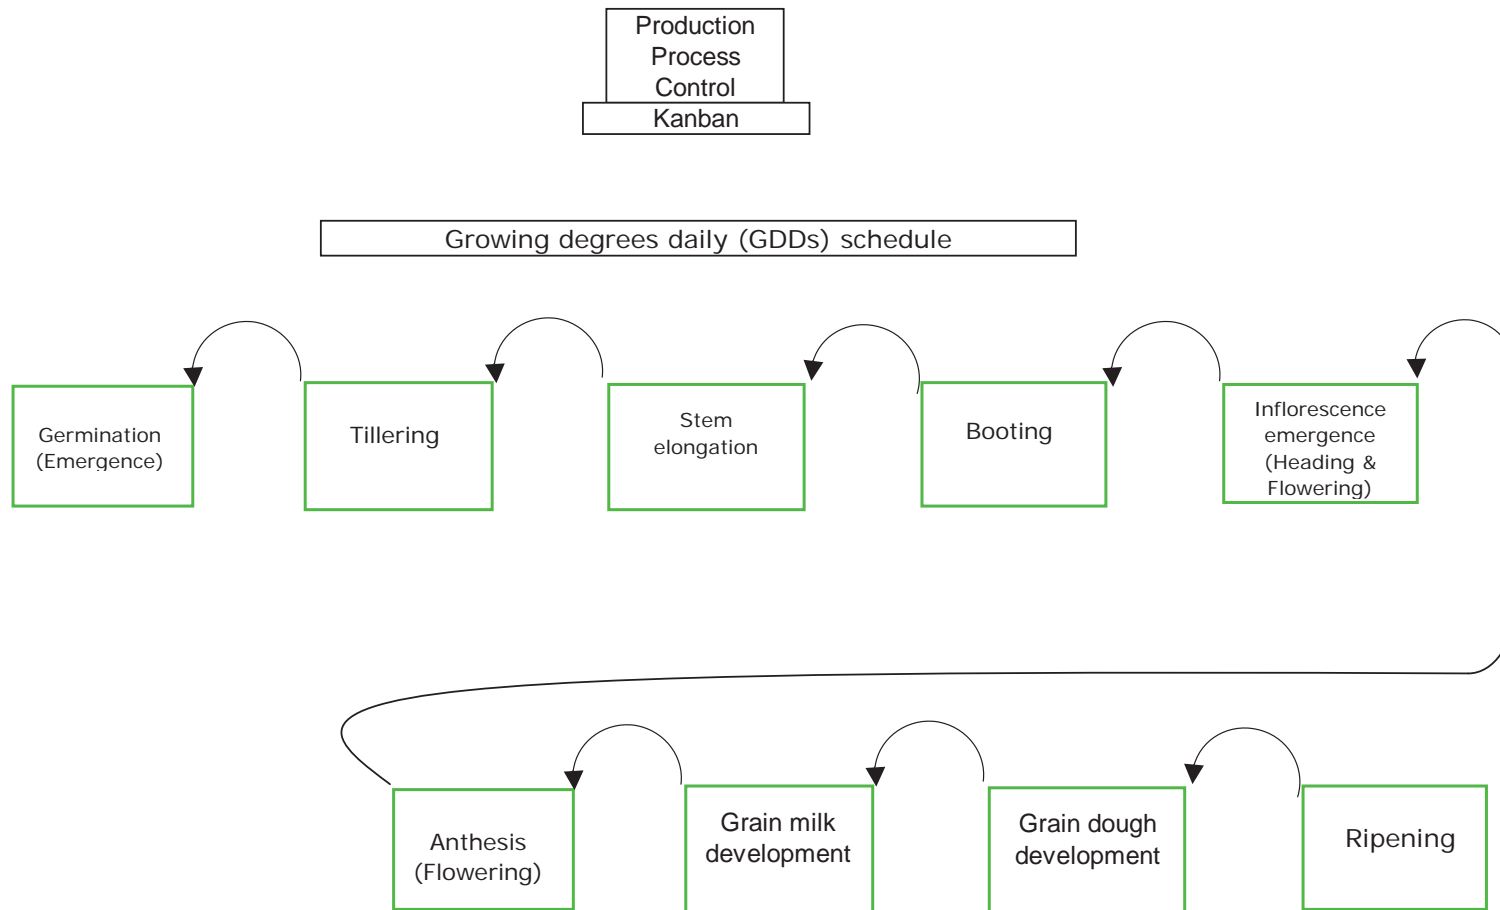 Production
Process
Control
Kanban
Growing degrees daily (GDDs) schedule
Germination
(Emergence)
Tillering
Stem
elongation
Booting
Inflorescence
emergence
(Heading &
Flowering)
Anthesis
(Flowering)
Grain milk
development
Grain dough
development
Ripening